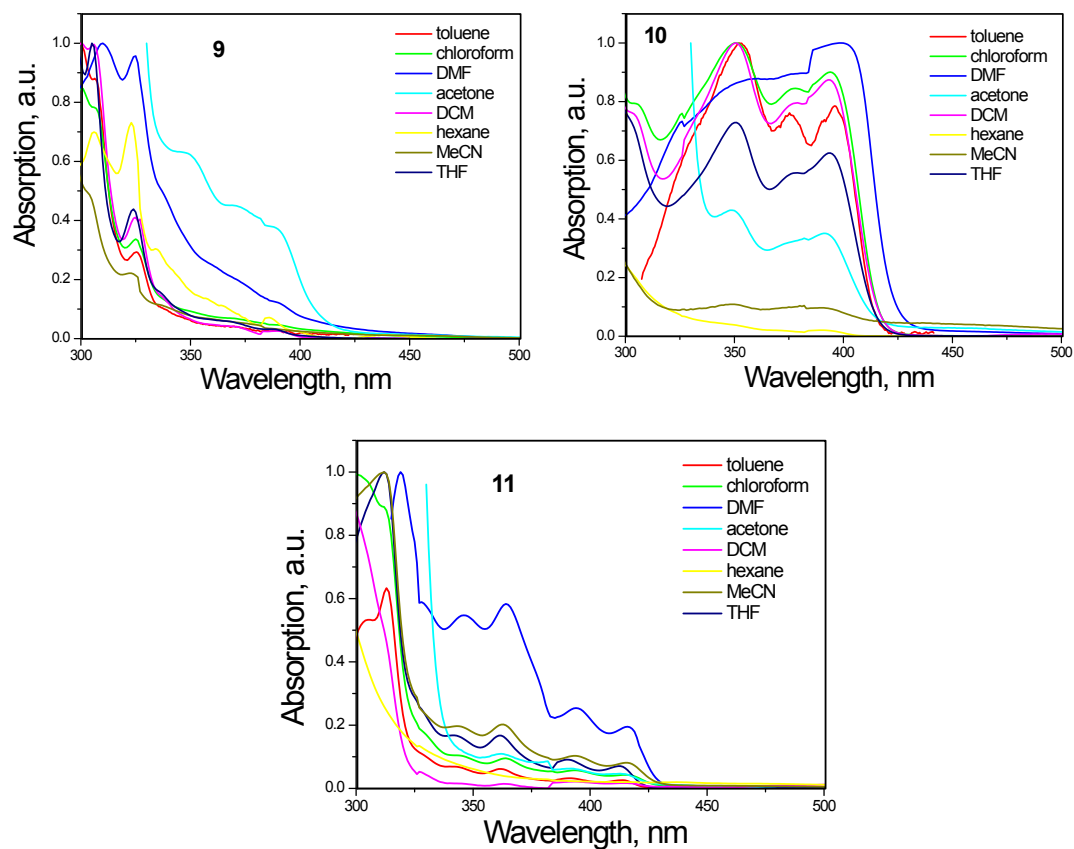 9
toluene
chloroform
DMF
acetone
DCM
hexane
MeCN
THF
1.0
0.8
0.6
0.4
0.2
0.0
Absorption, a.u.
300
350
400
450
500
Wavelength, nm
10
toluene
chloroform
DMF
acetone
DCM
hexane
MeCN
THF
1.0
0.8
0.6
0.4
0.2
0.0
Absorption, a.u.
300
350
400
450
500
Wavelength, nm
11
toluene
chloroform
DMF
acetone
DCM
hexane
MeCN
THF
1.0
0.8
0.6
0.4
0.2
0.0
Absorption, a.u.
300
350
400
450
500
Wavelength, nm